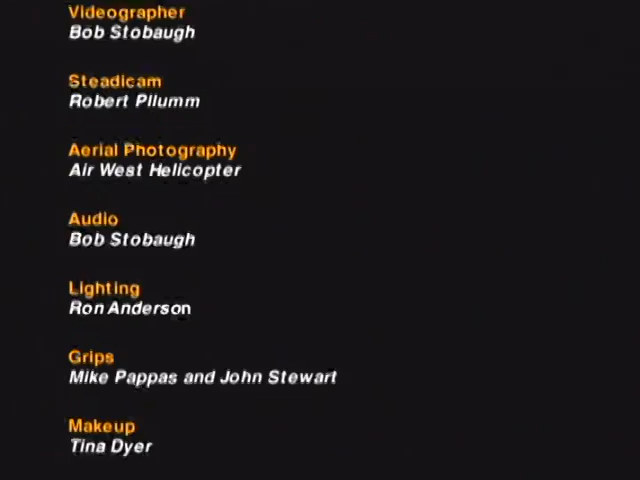 Videographer
Bob Stobaugh
Steadicam
Robert Pilumm
Aerial Photography
Air West Helicopter
Audio
Bob Stobaugh
Lighting
Ron Anderson
Grips
Mike Pappas and John Stewart
Makeup
Tina Dyer